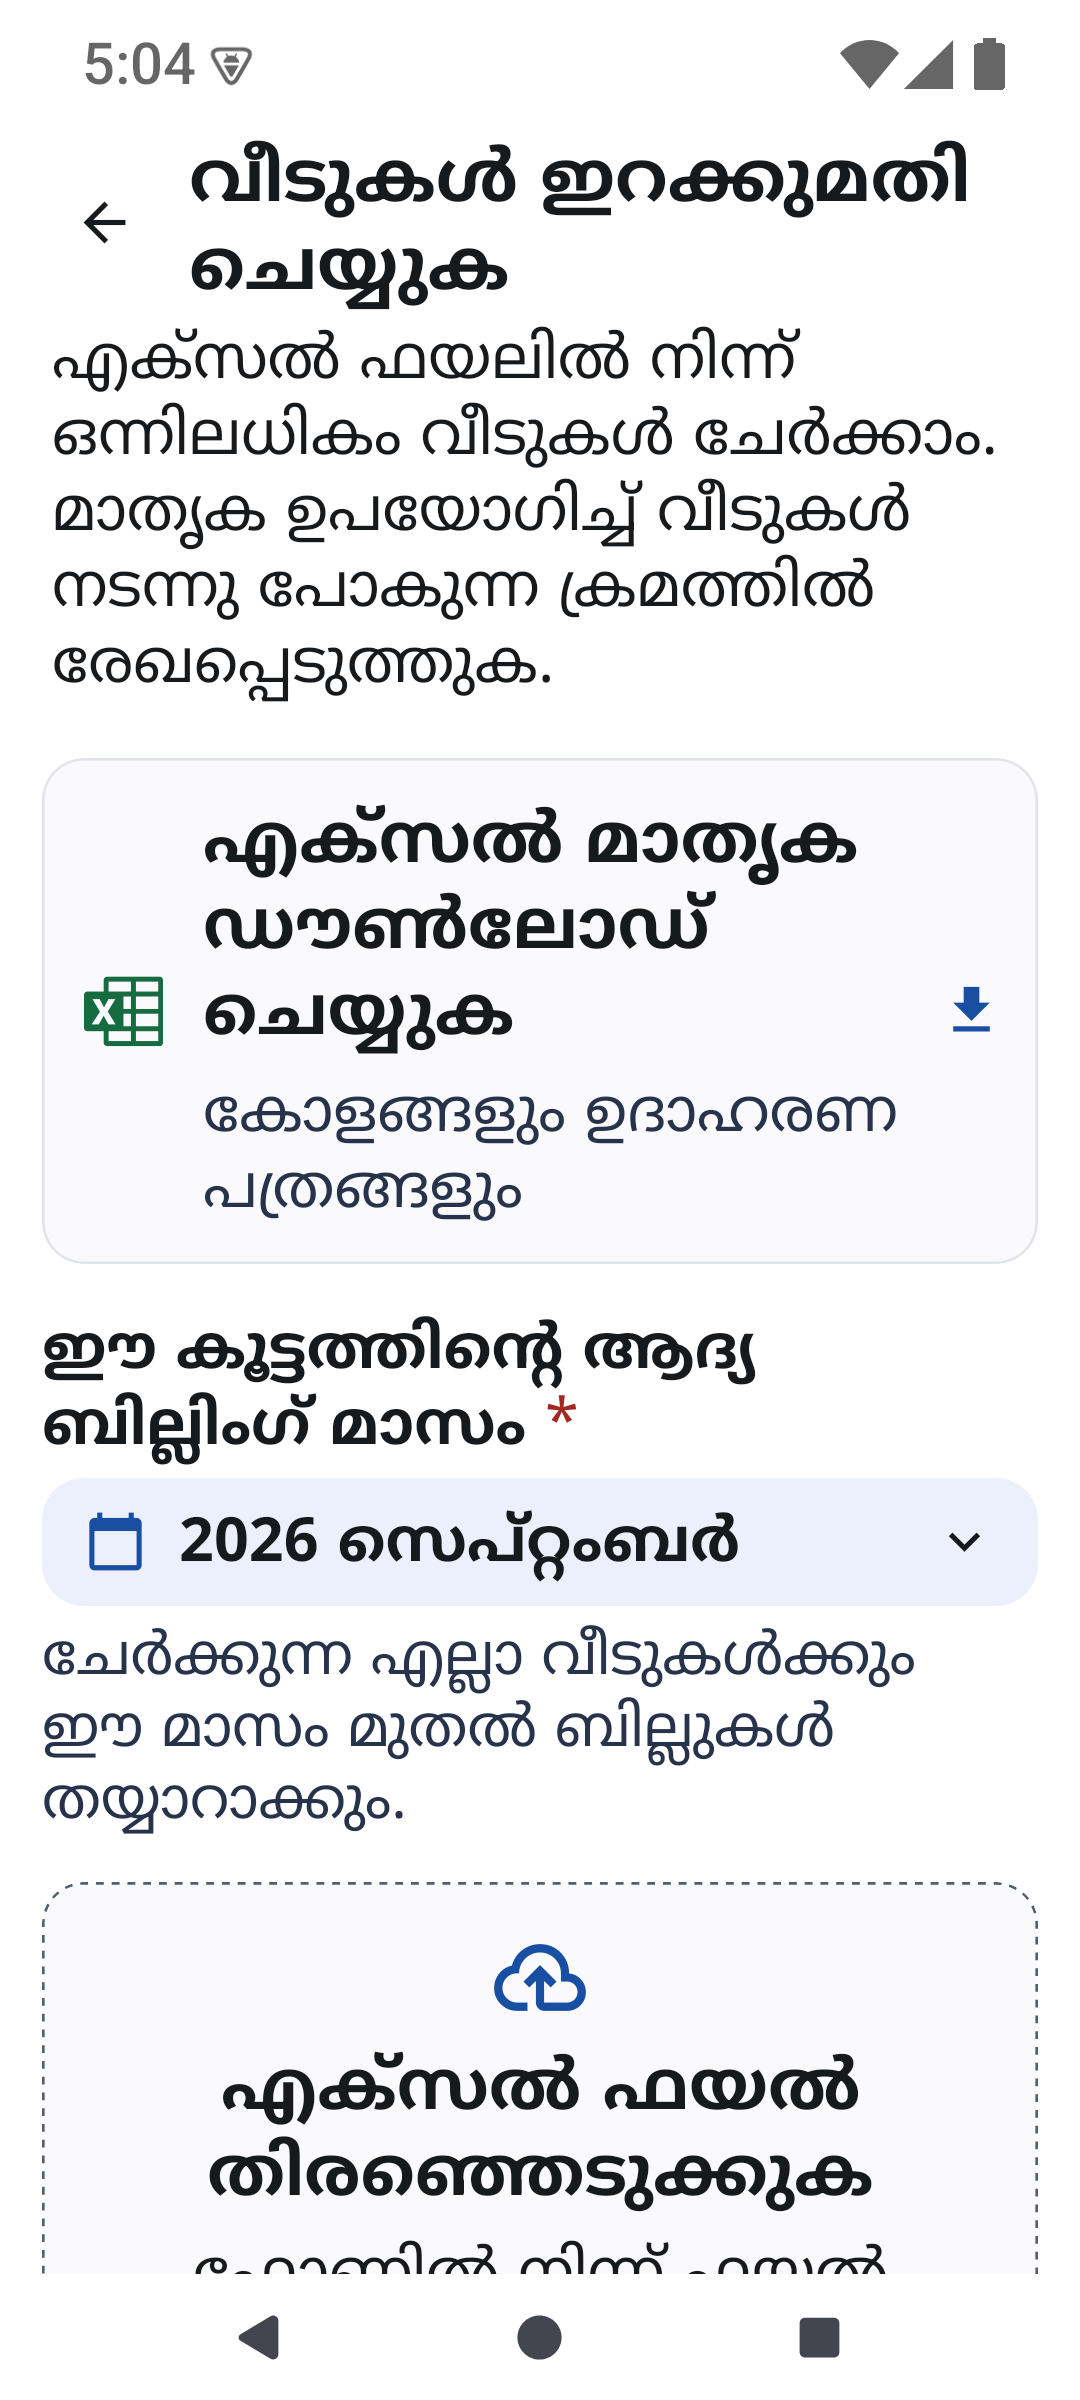 5:04
വീടുകൾ ഇറക്കുമതി
ചെയ്യുക
എക്സൽ ഫയലിൽ നിന്ന്
ഒന്നിലധികം വീടുകൾ ചേർക്കാം.
മാതൃക ഉപയോഗിച്ച് വീടുകൾ
നടന്നു പോകുന്ന ക്രമത്തിൽ
രേഖപ്പെടുത്തുക.
എക്സൽ മാതൃക
ഡൗൺലോഡ്
ചെയ്യുക
X
കോളങ്ങളും ഉദാഹരണ
പത്രങ്ങളും
ഈ കൂട്ടത്തിന്റെ ആദ്യ
ബില്ലിംഗ് മാസം *
2026 സെപ്റ്റംബർ
ചേർക്കുന്ന എല്ലാ വീടുകൾക്കും
ഈ മാസം മുതൽ ബില്ലുകൾ
തയ്യാറാക്കും.
എക്സൽ ഫയൽ
തിരഞ്ഞെടുക്കുക
ഫോണിൽ നിന്ന് ഫയൽ